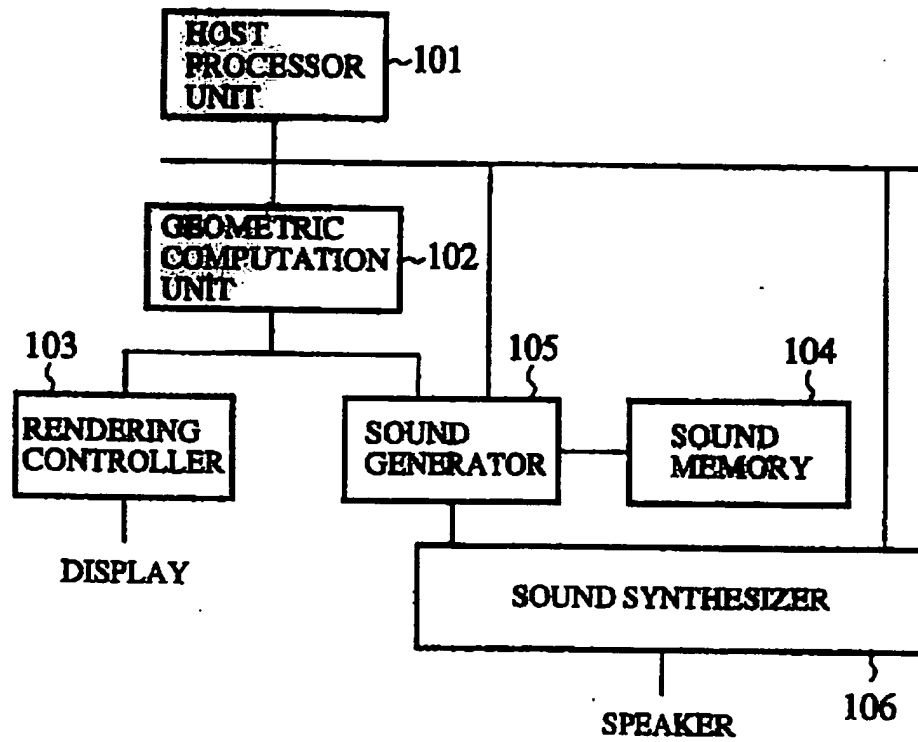 HOST
PROCESSOR
UNIT
101
GEOMETRIC
COMPUTATION
UNIT
102
103
105
104
RENDERING
CONTROLLER
SOUND
GENERATOR
SOUND
MEMORY
DISPLAY
SOUND SYNTHESIZER
106
SPEAKER